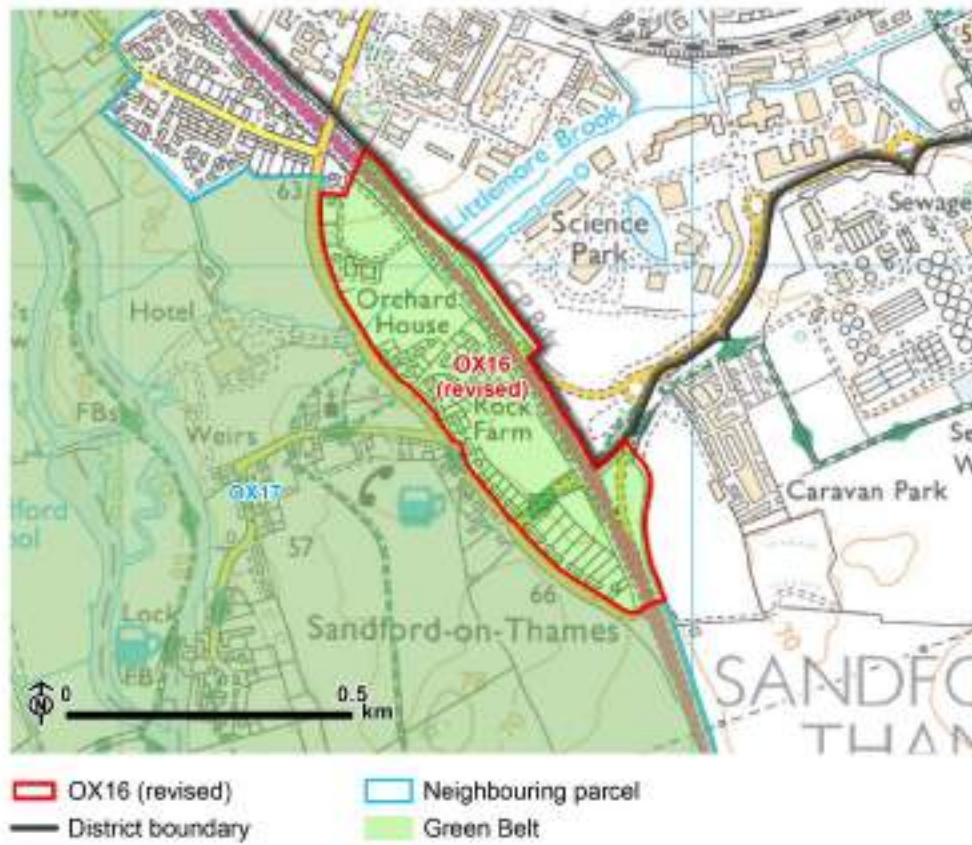 Littlemore Brook
Science
Park
Sewage
63
Hotel
Orchard
House
OX16
(revised)
Rock
Farm
FBs
Weirs
OX17
57
Caravan Park
66
Lock
FB
Sandford-on-Thames
70
SANDFO
THAM
N
0
0.5
km
OX16 (revised)
Neighbouring parcel
District boundary
Green Belt